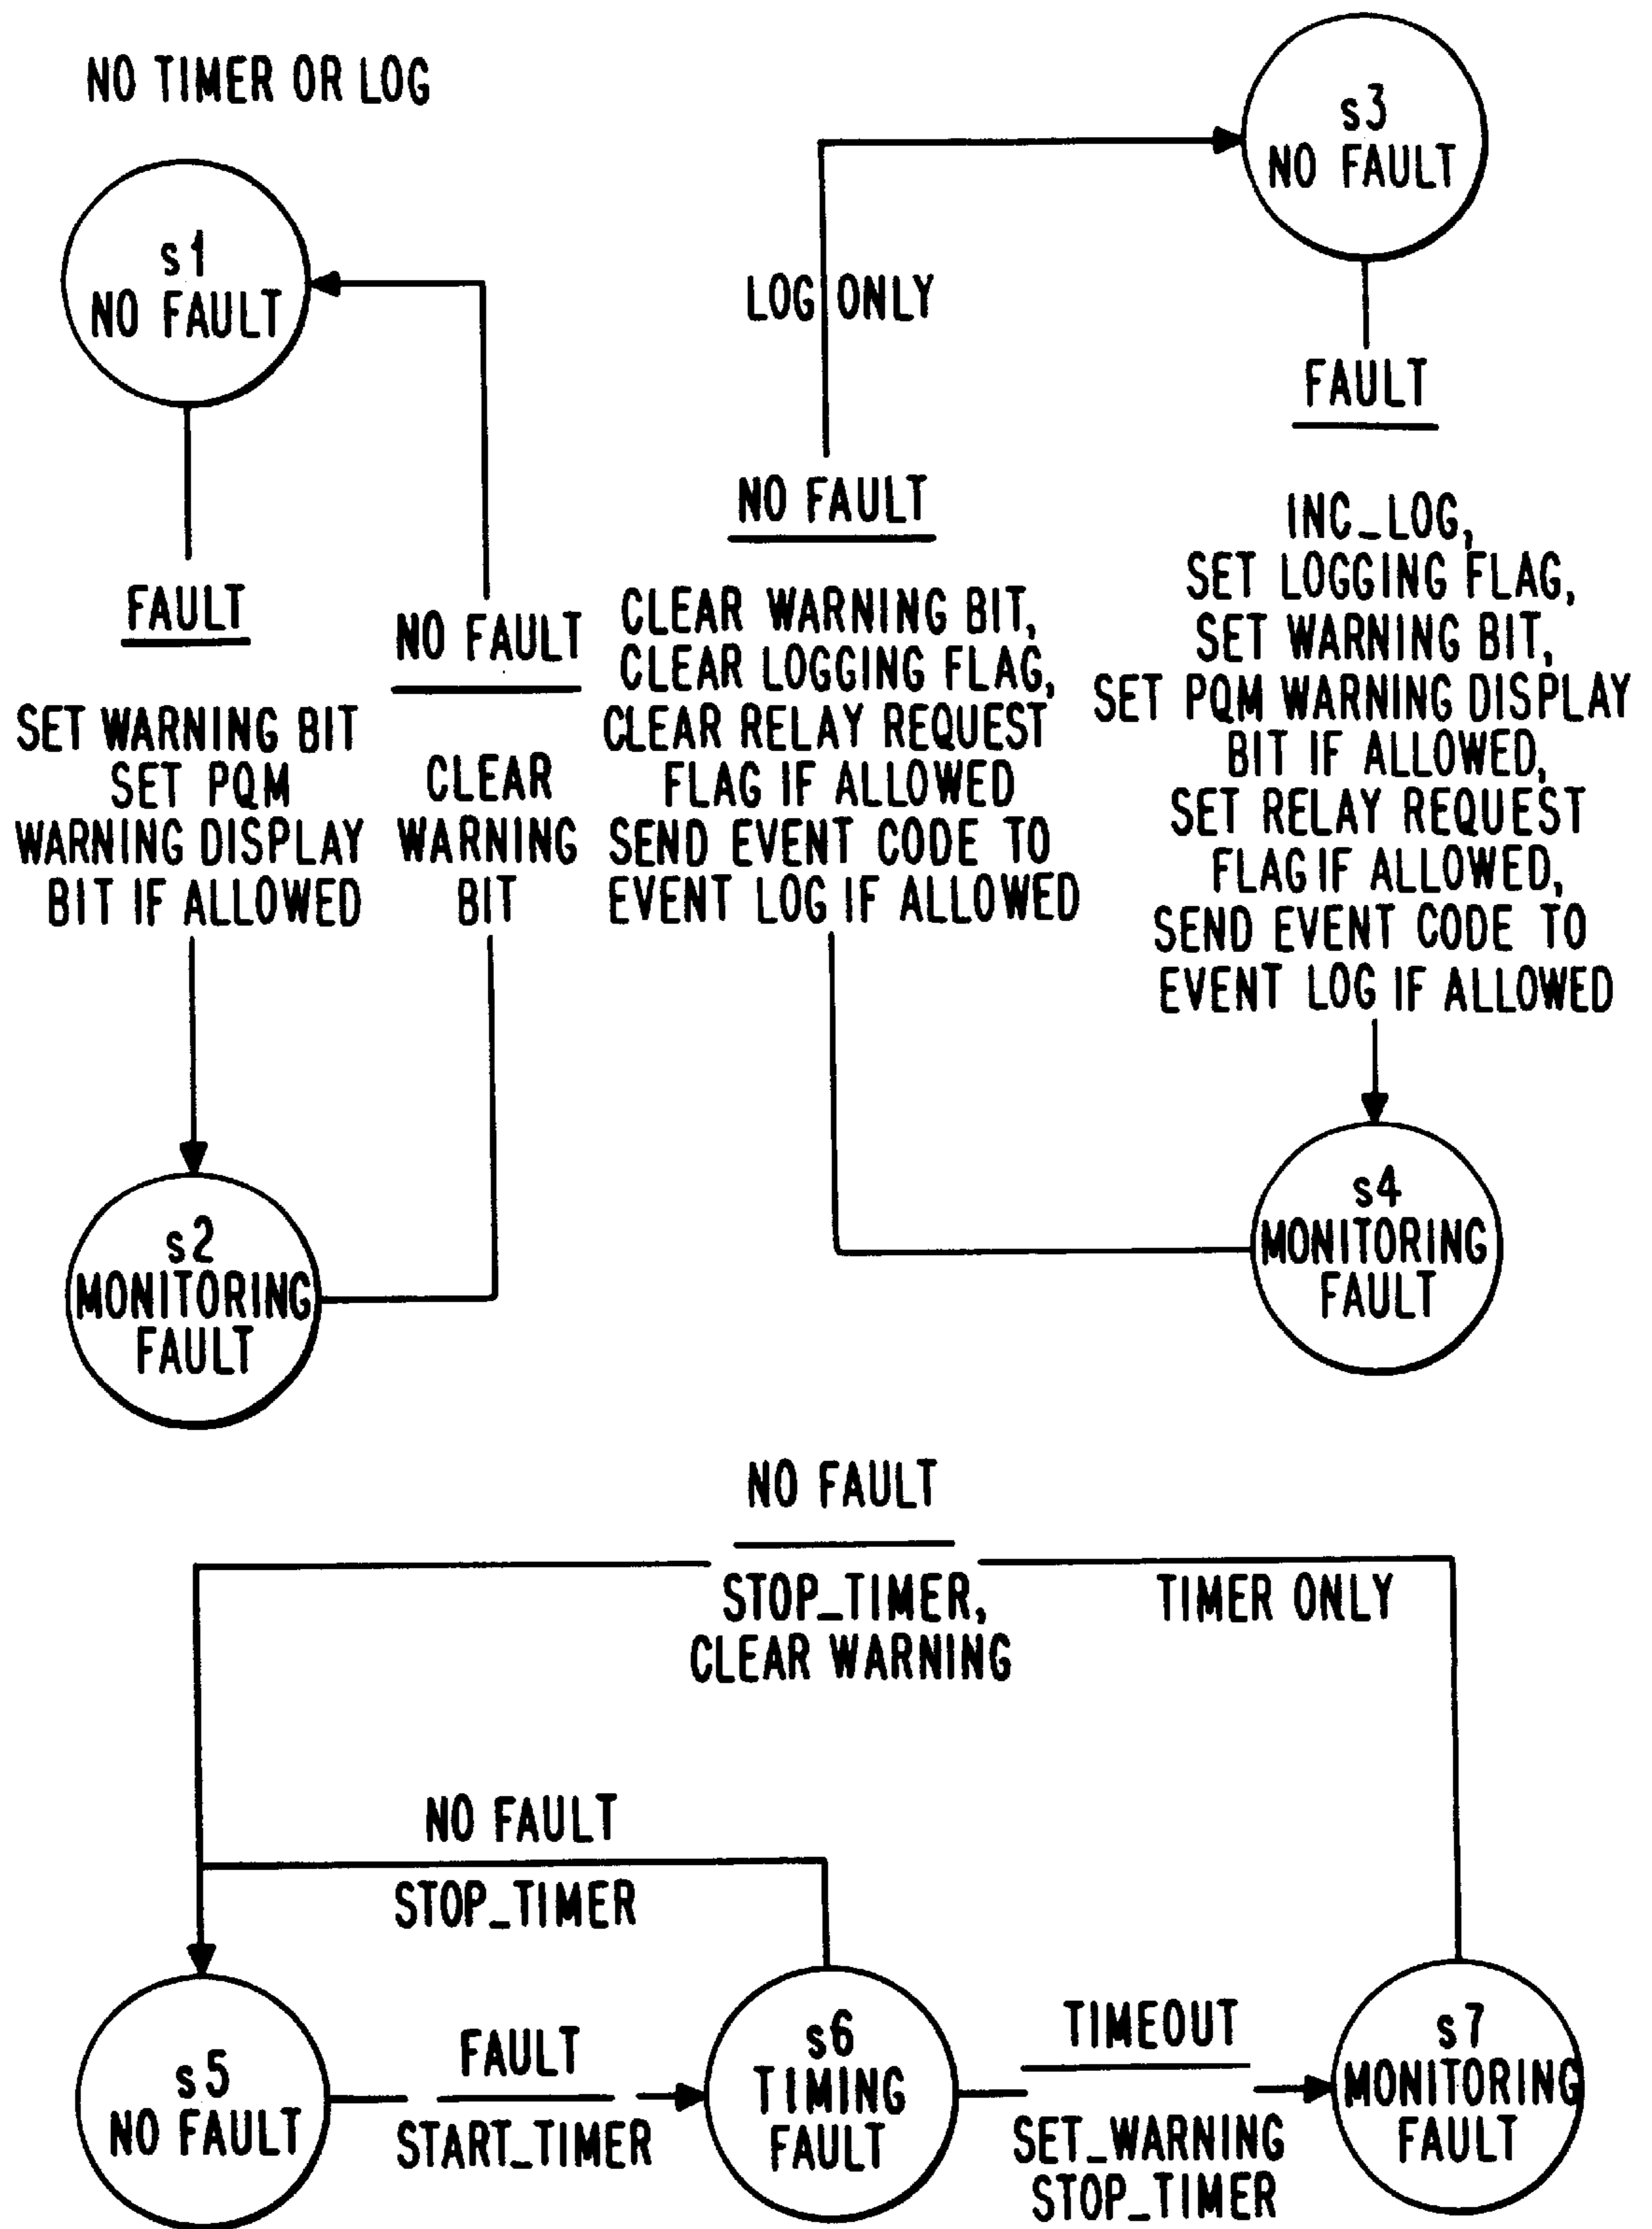 NO TIMER OR LOG
s1
NO FAULT
FAULT
SET WARNING BIT
SET PQM
WARNING DISPLAY
BIT IF ALLOWED
NO FAULT
CLEAR
WARNING
BIT
s2
MONITORING
FAULT
LOG ONLY
NO FAULT
CLEAR WARNING BIT,
CLEAR LOGGING FLAG,
CLEAR RELAY REQUEST
FLAG IF ALLOWED
SEND EVENT CODE TO
EVENT LOG IF ALLOWED
s3
NO FAULT
FAULT
INC_LOG,
SET LOGGING FLAG,
SET WARNING BIT,
SET PQM WARNING DISPLAY
BIT IF ALLOWED,
SET RELAY REQUEST
FLAG IF ALLOWED,
SEND EVENT CODE TO
EVENT LOG IF ALLOWED
s4
MONITORING
FAULT
NO FAULT
STOP_TIMER,
CLEAR WARNING
TIMER ONLY
NO FAULT
STOP_TIMER
s5
NO FAULT
FAULT
START_TIMER
s6
TIMING
FAULT
TIMEOUT
SET_WARNING
STOP_TIMER
s7
MONITORING
FAULT